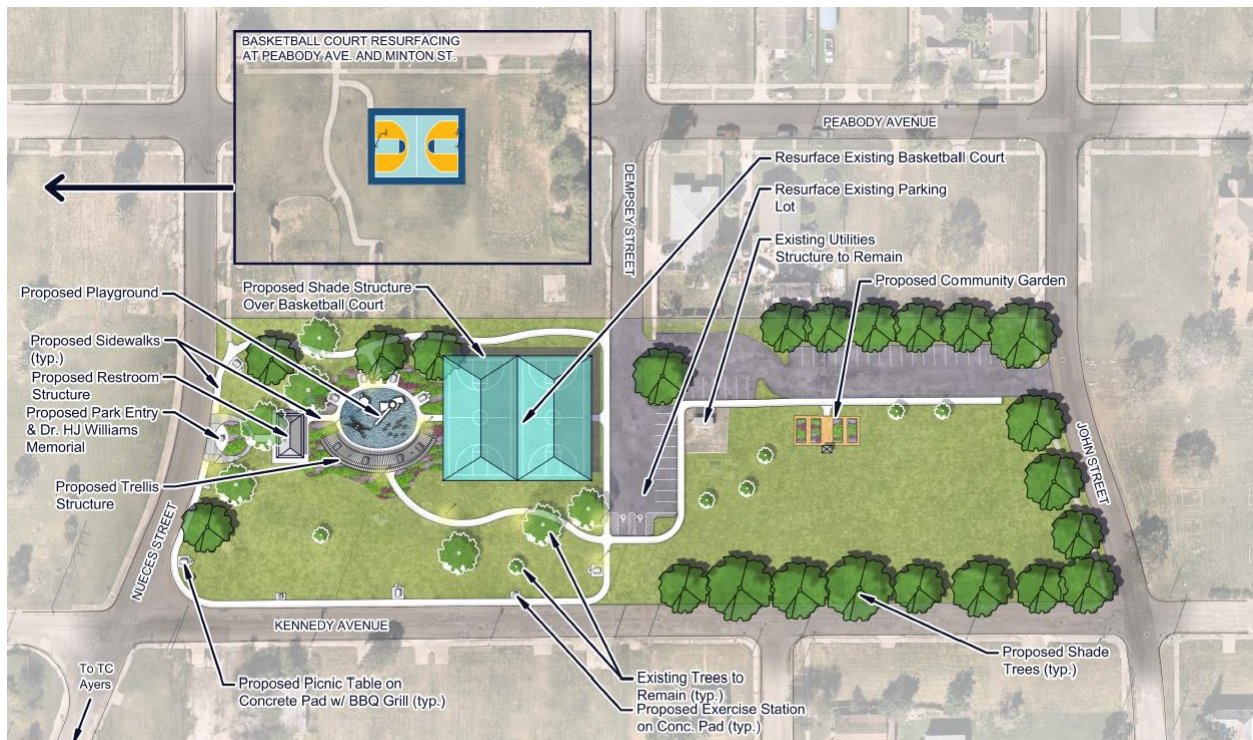 BASKETBALL COURT RESURFACING
AT PEABODY AVE. AND MINTON ST.
PEABODY AVENUE
DEMPSEY STREET
Resurface Existing Basketball Court
Resurface Existing Parking
Lot
Existing Utilities
Structure to Remain
Proposed Community Garden
Proposed Playground
Proposed Shade Structure
Over Basketball Court
Proposed Sidewalks
(typ.)
Proposed Restroom
Structure
Proposed Park Entry
& Dr. HJ Williams
Memorial
Proposed Trellis
Structure
NUECES STREET
JOHN STREET
KENNEDY AVENUE
To TC
Ayers
Proposed Picnic Table on
Concrete Pad w/ BBQ Grill (typ.)
Existing Trees to
Remain (typ.)
Proposed Exercise Station
on Conc. Pad (typ.)
Proposed Shade
Trees (typ.)